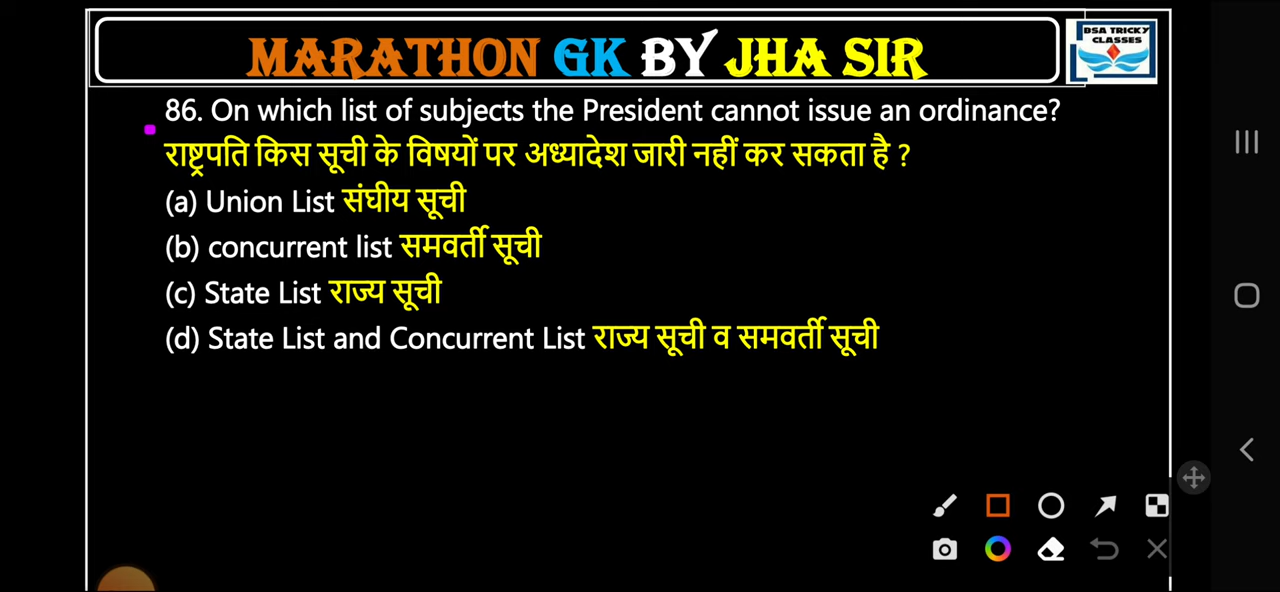 MARATHON GK BY JHA SIR
DSA TRICKY
CLASSES
86. On which list of subjects the President cannot issue an ordinance?
राष्ट्रपति किस सूची के विषयों पर अध्यादेश जारी नहीं कर सकता है ?
(a) Union List संघीय सूची
(b) concurrent list समवर्ती सूची
(c) State List राज्य सूची
(d) State List and Concurrent List राज्य सूची व समवर्ती सूची